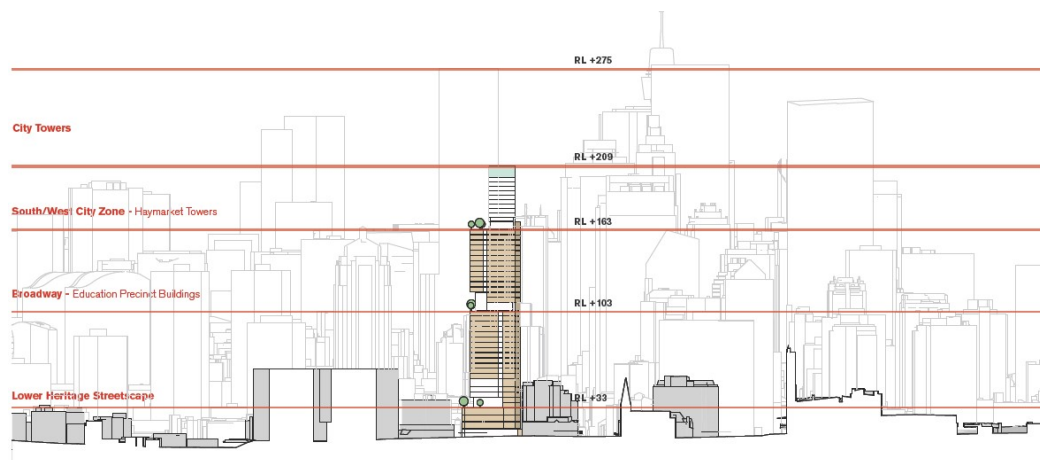 RL +275
City Towers
RL +209
South/West City Zone - Haymarket Towers
RL +163
Broadway - Education Precinct Buildings
RL +103
Lower Heritage Streetscape
RL +33